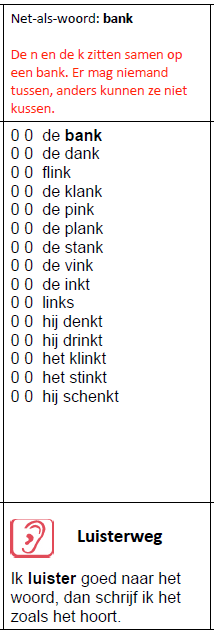 Net-als-woord: bank
De n en de k zitten samen op
een bank. Er mag niemand
tussen, anders kunnen ze niet
kussen.
0 0 de bank
0 0 de dank
0 0 flink
0 0 de klank
0 0 de pink
0 0 de plank
0 0 de stank
0 0 de vink
0 0 de inkt
0 0 links
0 0 hij denkt
0 0 hij drinkt
0 0 het klinkt
0 0 het stinkt
0 0 hij schenkt
Luisterweg
Ik luister goed naar het
woord, dan schrijf ik het
zoals het hoort.